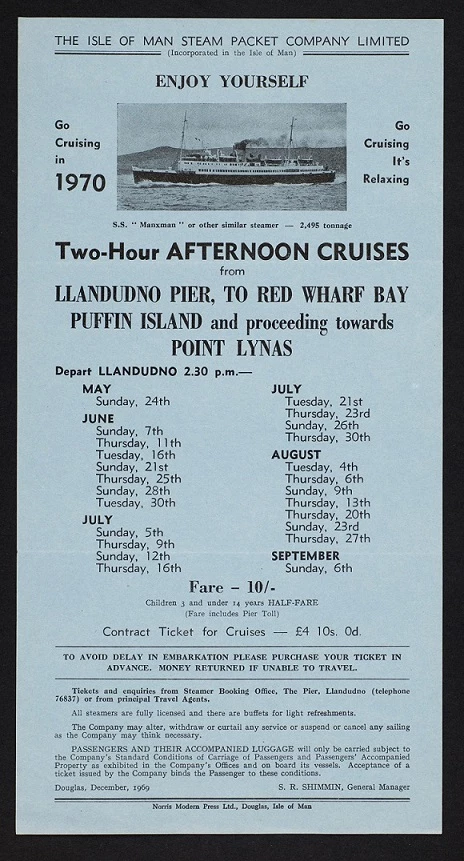 THE ISLE OF MAN STEAM PACKET COMPANY LIMITED
(Incorporated in the Isle of Man)
ENJOY YOURSELF
Go
Cruising
in
1970
Go
Cruising
It's
Relaxing
S.S. "Manxman" or other similar steamer — 2,495 tonnage
Two-Hour AFTERNOON CRUISES
from
LLANDUDNO PIER, TO RED WHARF BAY
PUFFIN ISLAND and proceeding towards
POINT LYNAS
Depart LLANDUDNO 2.30 p.m.—
MAY
Sunday, 24th
JUNE
Sunday, 7th
Thursday, 11th
Tuesday, 16th
Sunday, 21st
Thursday, 25th
Sunday, 28th
Tuesday, 30th
JULY
Sunday, 5th
Thursday, 9th
Sunday, 12th
Thursday, 16th
JULY
Tuesday, 21st
Thursday, 23rd
Sunday, 26th
Thursday, 30th
AUGUST
Tuesday, 4th
Thursday, 6th
Sunday, 9th
Thursday, 13th
Thursday, 20th
Sunday, 23rd
Thursday, 27th
SEPTEMBER
Sunday, 6th
Fare – 10/-
Children 3 and under 14 years HALF-FARE
(Fare includes Pier Toll)
Contract Ticket for Cruises — £4 10s. 0d.
TO AVOID DELAY IN EMBARKATION PLEASE PURCHASE YOUR TICKET IN
ADVANCE. MONEY RETURNED IF UNABLE TO TRAVEL.
Tickets and enquiries from Steamer Booking Office, The Pier, Llandudno (telephone
76837) or from principal Travel Agents.
All steamers are fully licensed and there are buffets for light refreshments.
The Company may alter, withdraw or curtail any service or suspend or cancel any sailing
as the Company may think necessary.
PASSENGERS AND THEIR ACCOMPANIED LUGGAGE will only be carried subject to
the Company's Standard Conditions of Carriage of Passengers and Passengers' Accompanied
Property as exhibited in the Company's Offices and on board its vessels. Acceptance of a
ticket issued by the Company binds the Passenger to these conditions.
Douglas, December, 1969 S. R. SHIMMIN, General Manager
Norris Modern Press Ltd., Douglas, Isle of Man